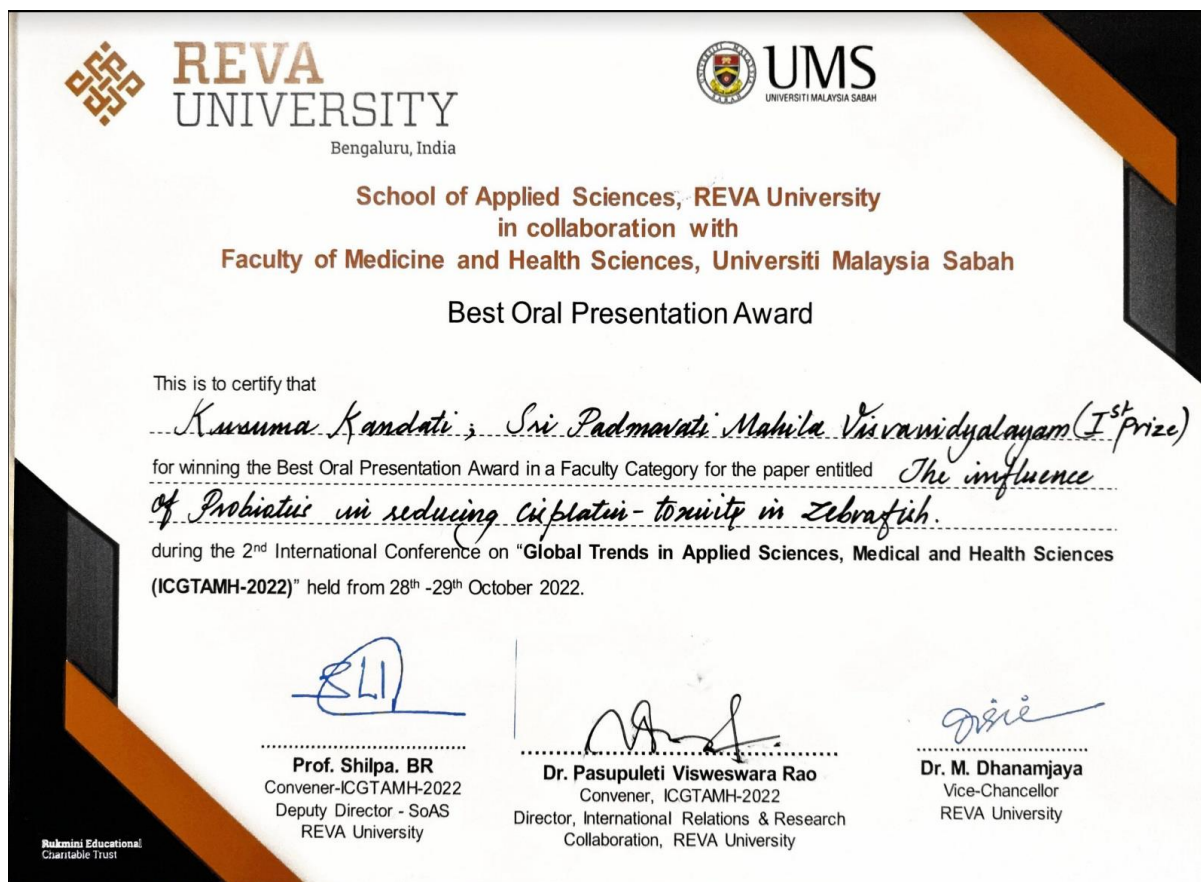 REVA
UNIVERSITY
Bengaluru, India
UMS
UNIVERSITI MALAYSIA SABAH
School of Applied Sciences, REVA University
in collaboration with
Faculty of Medicine and Health Sciences, Universiti Malaysia Sabah
Best Oral Presentation Award
This is to certify that
Kusuma Kandati ; Sri Padmavati Mahila Visvavidyalayam (Ist prize)
for winning the Best Oral Presentation Award in a Faculty Category for the paper entitled The influence
of Probiotics in reducing cisplatin - toxicity in Zebrafish.
during the 2nd International Conference on “Global Trends in Applied Sciences, Medical and Health Sciences
(ICGTAMH-2022)” held from 28th -29th October 2022.
Prof. Shilpa. BR
Convener-ICGTAMH-2022
Deputy Director - SoAS
REVA University
Dr. Pasupuleti Visweswara Rao
Convener, ICGTAMH-2022
Director, International Relations & Research
Collaboration, REVA University
Dr. M. Dhanamjaya
Vice-Chancellor
REVA University
Rukmini Educational
Charitable Trust